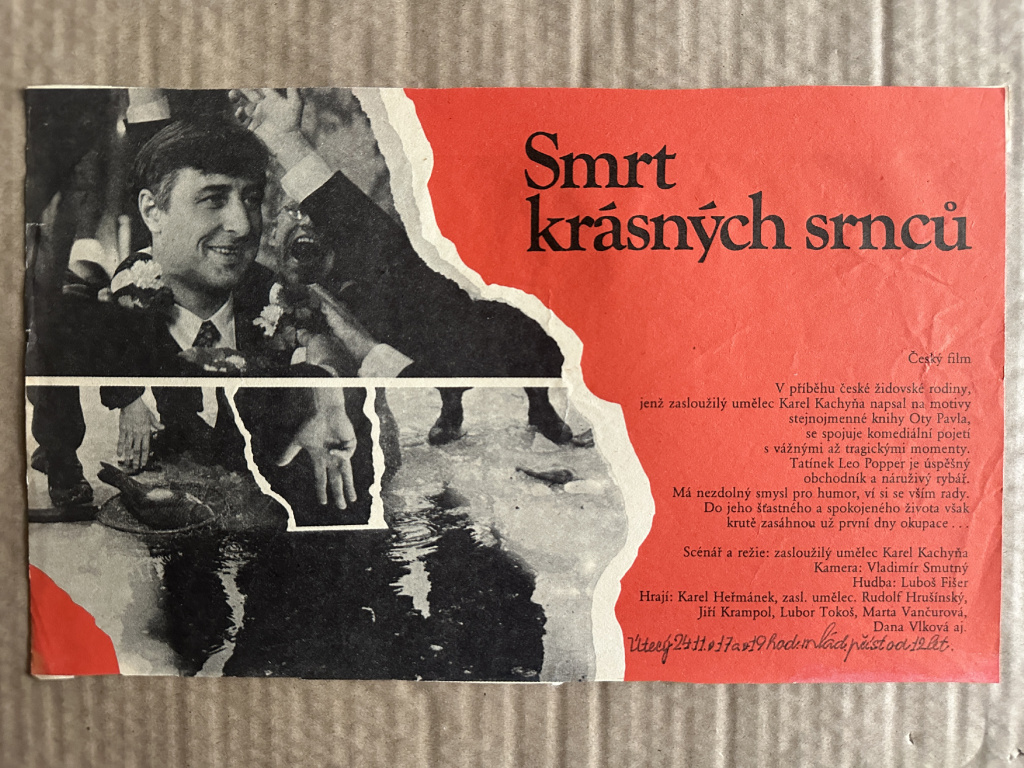 Smrt
krásných srnců
Český film
V příběhu české židovské rodiny,
jenž zasloužilý umělec Karel Kachyňa napsal na motivy
stejnojmenné knihy Oty Pavla,
se spojuje komediální pojetí
s vážnými až tragickými momenty.
Tatínek Leo Popper je úspěšný
obchodník a náruživý rybář.
Má nezdolný smysl pro humor, ví si se vším rady.
Do jeho šťastného a spokojeného života však
krutě zasáhnou už první dny okupace...
Scénář a režie: zasloužilý umělec Karel Kachyňa
Kamera: Vladimír Smutný
Hudba: Luboš Fišer
Hrají: Karel Heřmánek, zasl. umělec. Rudolf Hrušínský,
Jiří Krampol, Lubor Tokoš, Marta Vančurová,
Dana Vlková aj.
Úterý 24.11. v 17 a v 19 hod. mlád. příst od 12 let.